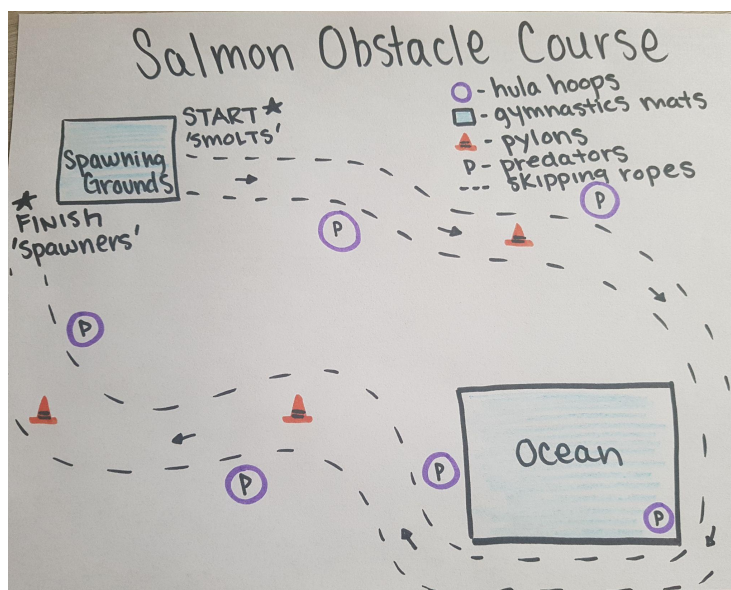 Salmon Obstacle Course
- hula hoops
- gymnastics mats
- pylons
P - predators
--- skipping ropes
START
'SMOLTS'
Spawning
Grounds
FINISH
'spawners'
P
P
P
P
Ocean
P
P